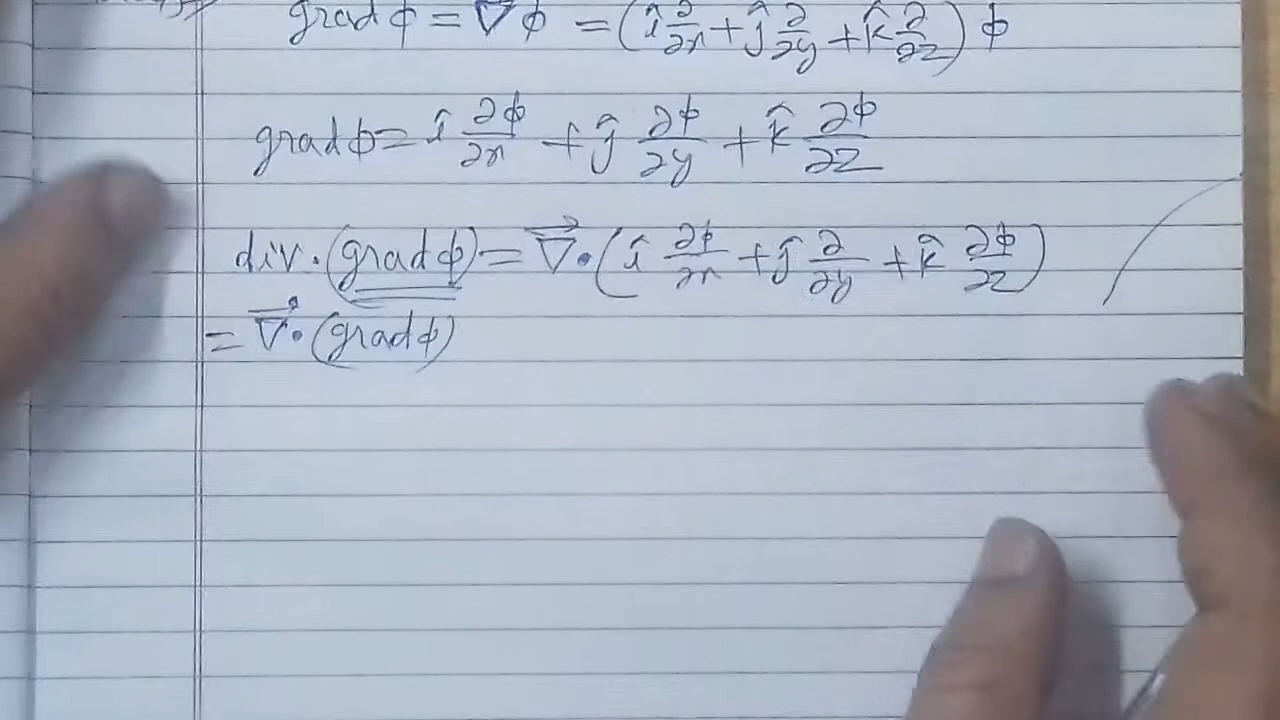 grad ϕ = ∇ ϕ = (î ∂/∂x + ĵ ∂/∂y + k̂ ∂/∂z) ϕ
grad ϕ = î ∂ϕ/∂x + ĵ ∂ϕ/∂y + k̂ ∂ϕ/∂z
div · (grad ϕ) = ∇⃗ · (î ∂ϕ/∂x + ĵ ∂/∂y + k̂ ∂ϕ/∂z)
= ∇⃗ · (grad ϕ)